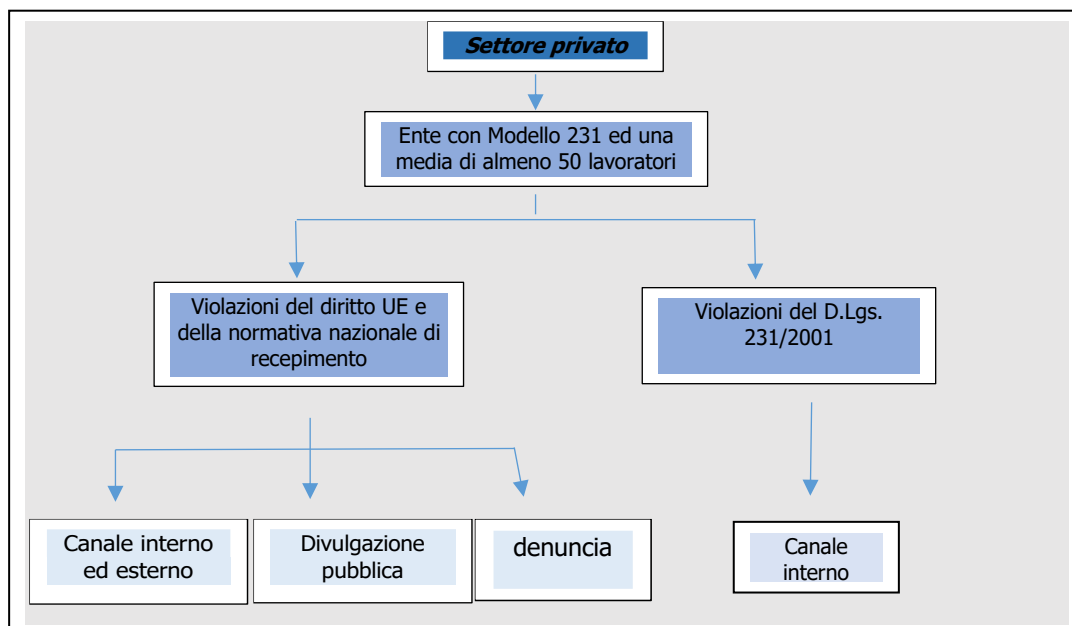 Settore privato
Ente con Modello 231 ed una
media di almeno 50 lavoratori
Violazioni del diritto UE e
della normativa nazionale di
recepimento
Violazioni del D.Lgs.
231/2001
Canale interno
ed esterno
Divulgazione
pubblica
denuncia
Canale
interno